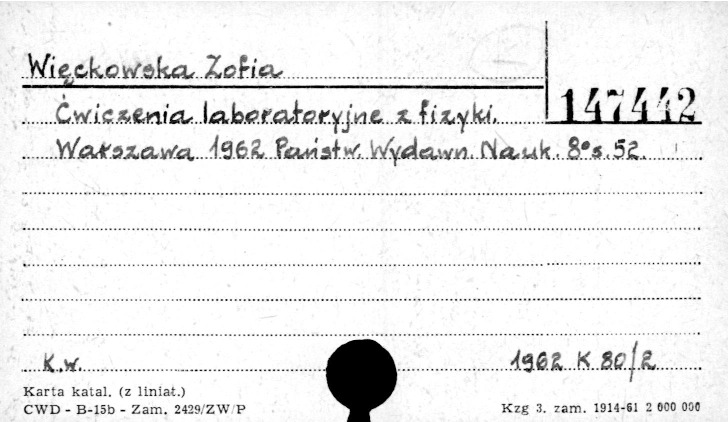 Więckowska Zofia
147442
Ćwiczenia laboratoryjne z fizyki.
Warszawa 1962 Państw. Wydawn. Nauk. 8° s. 52.
K.w. 1962 K 80/2
Karta katal. (z liniat.)
CWD - B-15b - Zam. 2429/ZW/P Kzg 3. zam. 1914-61 2 000 000